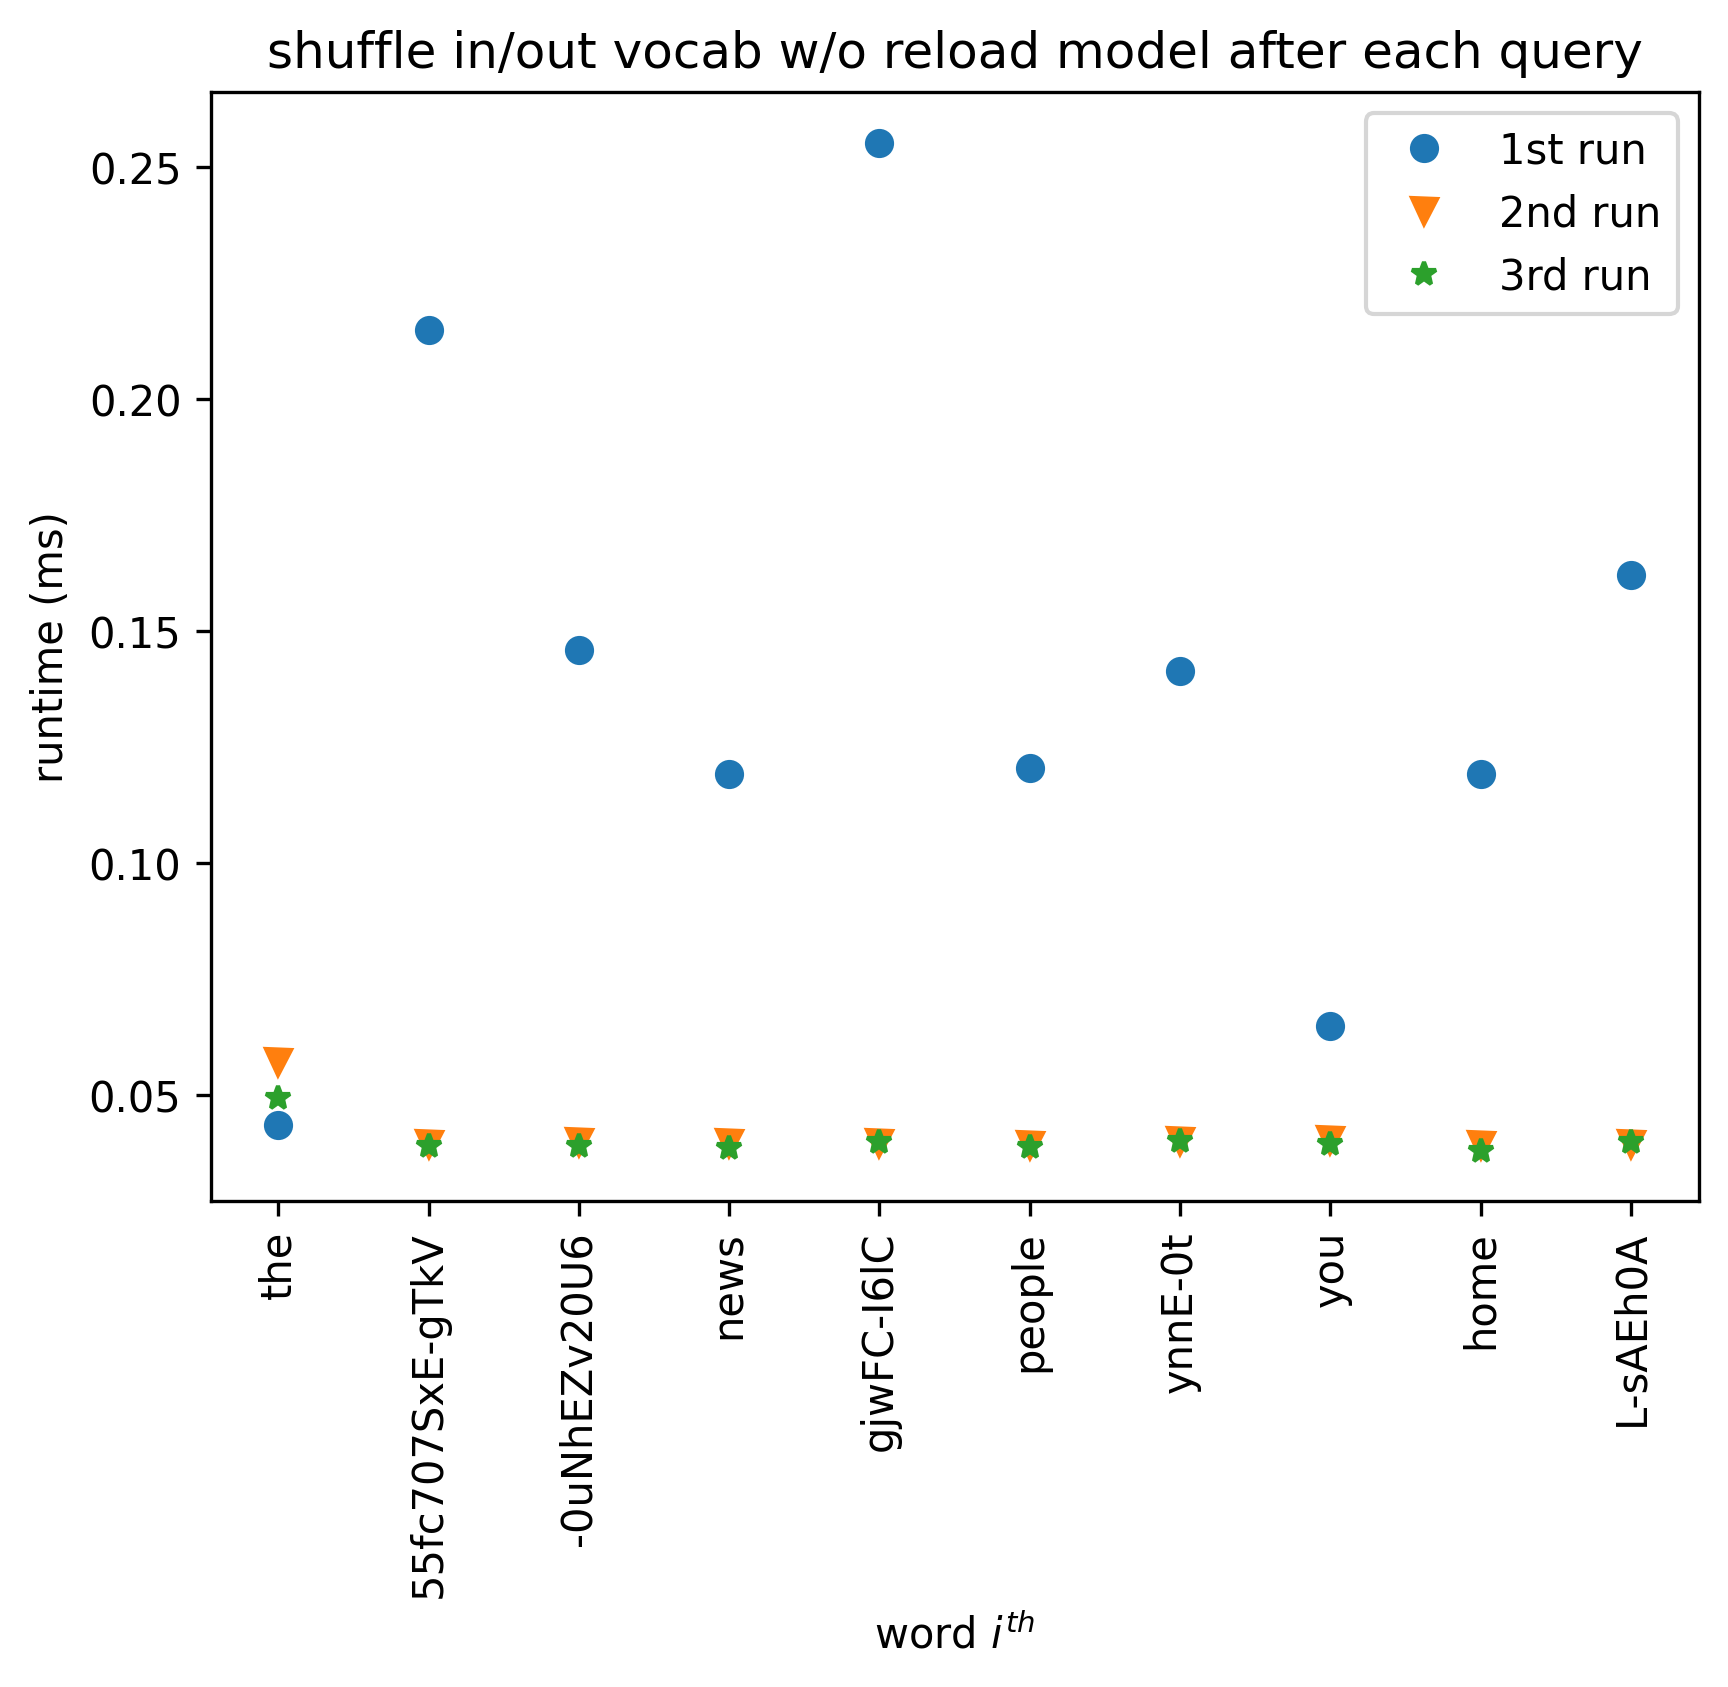 shuffle in/out vocab w/o reload model after each query
1st run
2nd run
3rd run
runtime (ms)
0.25
0.20
0.15
0.10
0.05
the
55fc707SxE-gTkV
-0uNhEZv20U6
news
gjwFC-I6lC
people
ynnE-0t
you
home
L-sAEh0A
word i^th